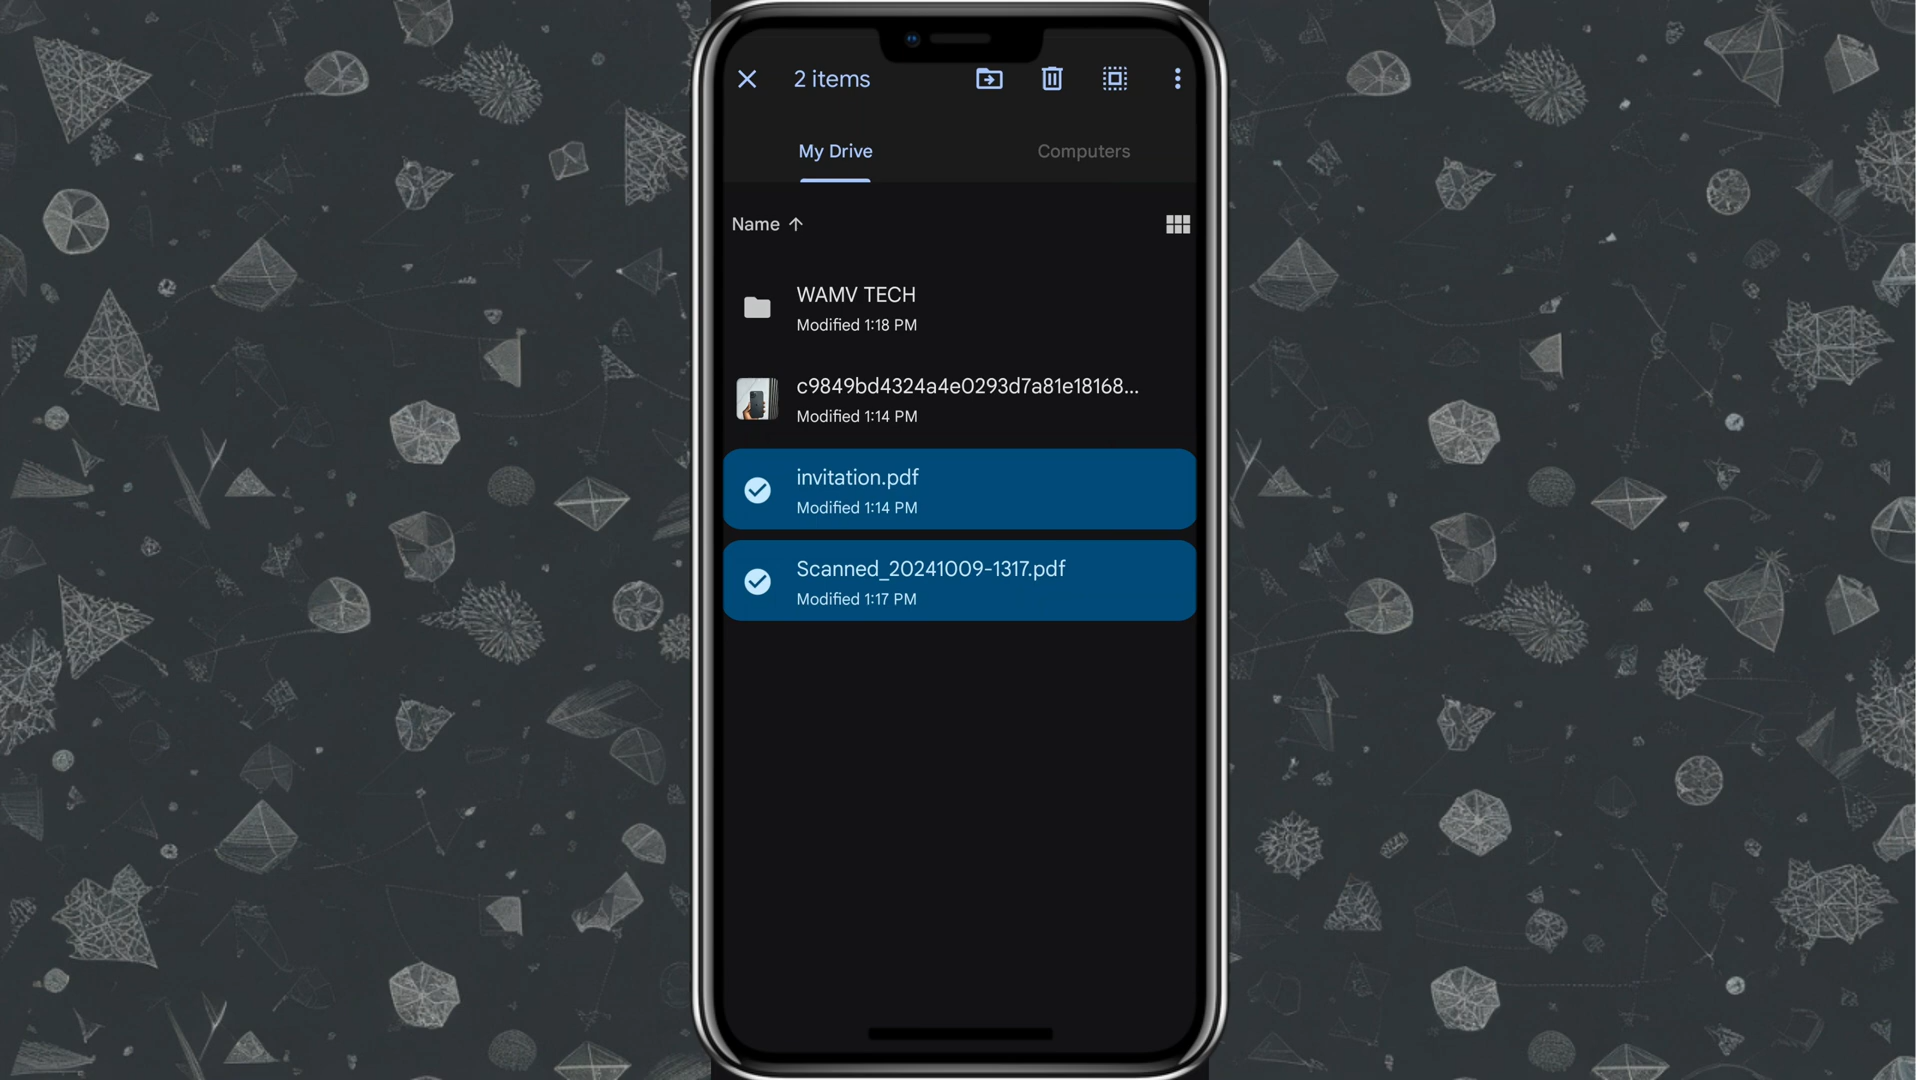 2 items
My Drive
Computers
Name
WAMV TECH
Modified 1:18 PM
c9849bd4324a4e0293d7a81e18168...
Modified 1:14 PM
invitation.pdf
Modified 1:14 PM
Scanned_20241009-1317.pdf
Modified 1:17 PM